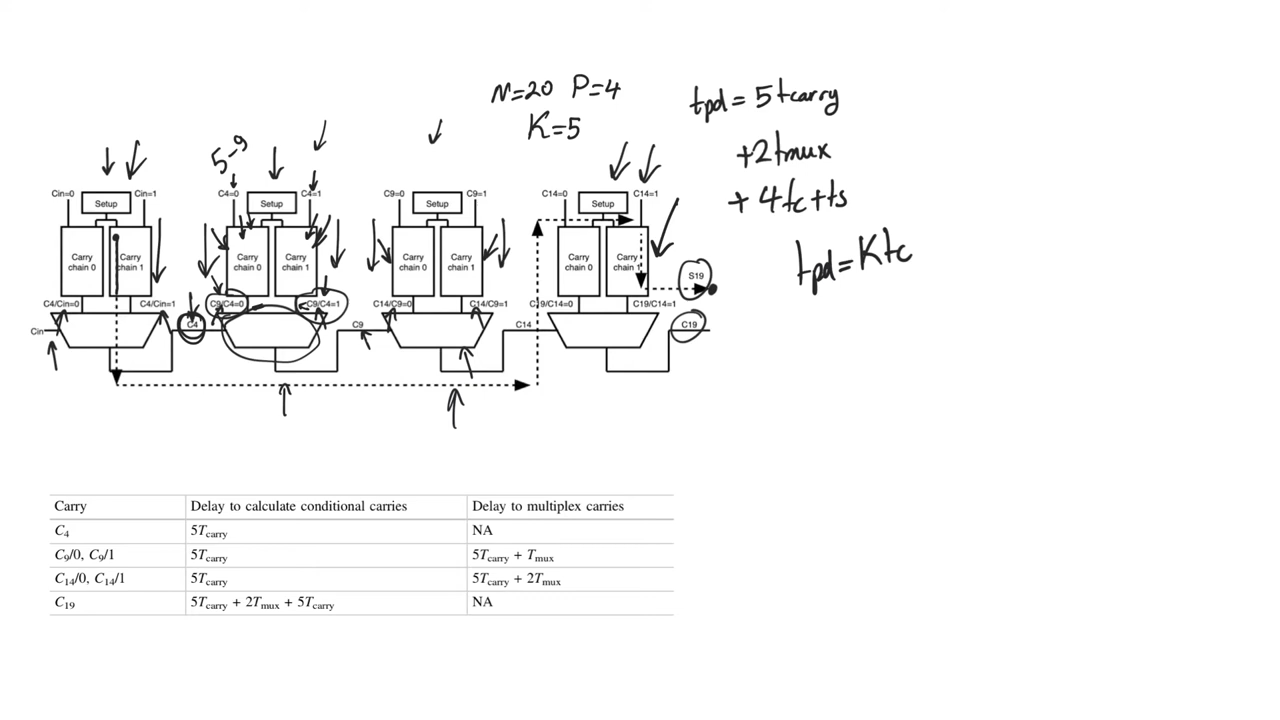 N=20 P=4
K=5
tpd = 5tcarry
+2tmux
+ 4tc+ts
tpd=Ktc
5-9
Cin=0 Setup Cin=1
C4=0 Setup C4=1
C9=0 Setup C9=1
C14=0 Setup C14=1
Carry chain 0
Carry chain 1
Carry chain 0
Carry chain 1
Carry chain 0
Carry chain 1
Carry chain 0
Carry chain 1
S19
C4/Cin=0 C4/Cin=1
C9/C4=0 C9/C4=1
C14/C9=0 C14/C9=1
C19/C14=0 C19/C14=1
Cin C4 C9 C14 C19
Carry Delay to calculate conditional carries Delay to multiplex carries
C4 5Tcarry NA
C9/0, C9/1 5Tcarry 5Tcarry + Tmux
C14/0, C14/1 5Tcarry 5Tcarry + 2Tmux
C19 5Tcarry + 2Tmux + 5Tcarry NA